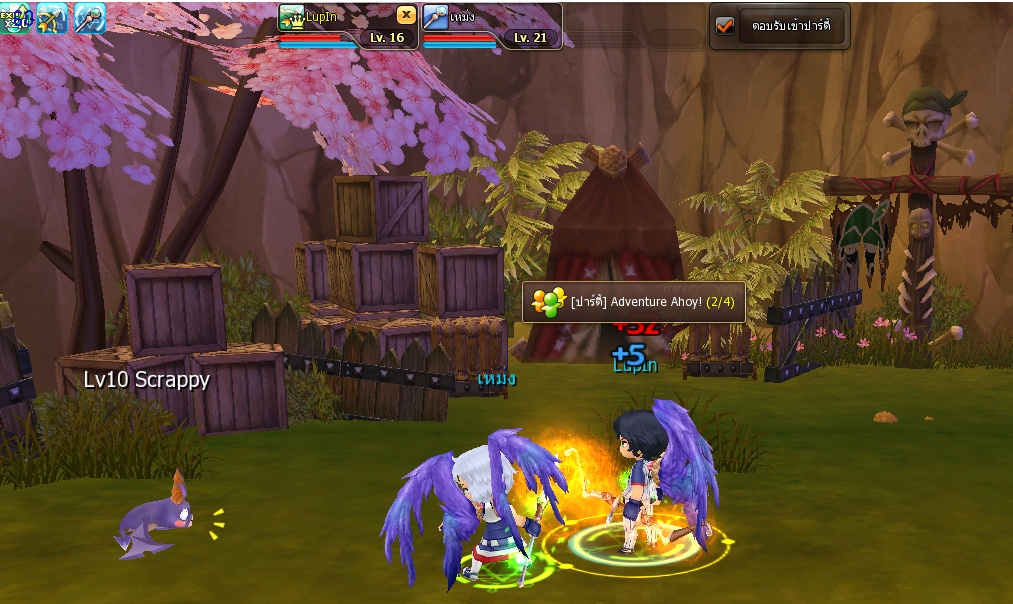 LupIn
Lv. 16
เหม่ง
Lv. 21
ตอบรับเข้าปาร์ตี้
[ปาร์ตี้] Adventure Ahoy! (2/4)
+5
LupIn
เหม่ง
Lv10 Scrappy